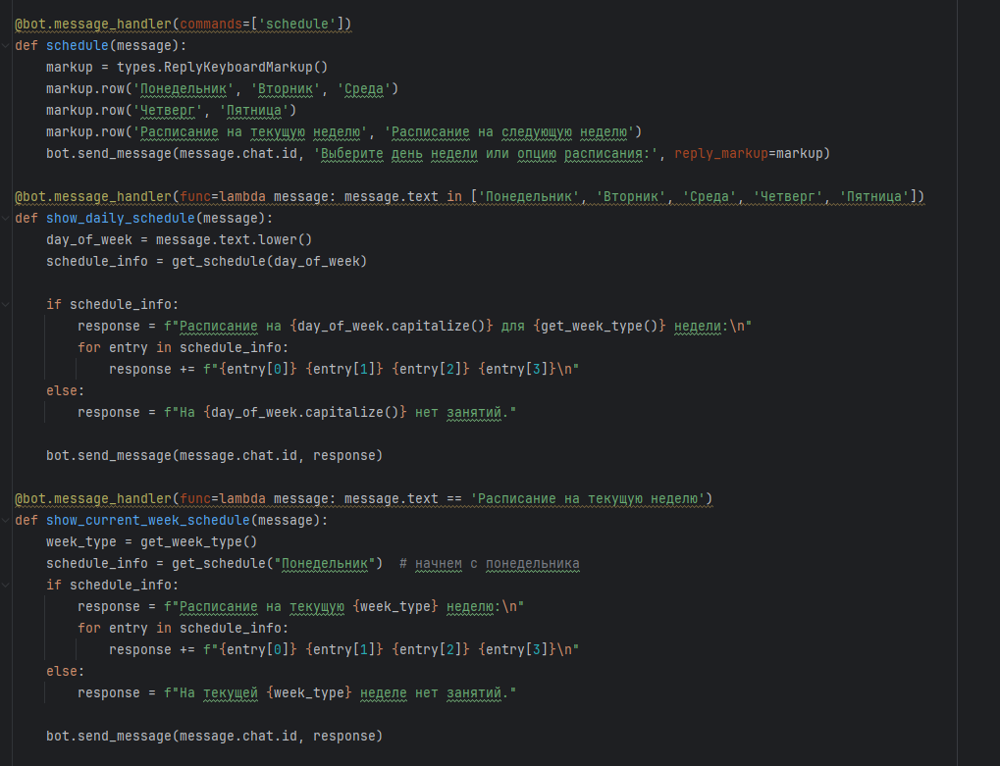 @bot.message_handler(commands=['schedule'])
def schedule(message):
    markup = types.ReplyKeyboardMarkup()
    markup.row('Понедельник', 'Вторник', 'Среда')
    markup.row('Четверг', 'Пятница')
    markup.row('Расписание на текущую неделю', 'Расписание на следующую неделю')
    bot.send_message(message.chat.id, 'Выберите день недели или опцию расписания:', reply_markup=markup)
@bot.message_handler(func=lambda message: message.text in ['Понедельник', 'Вторник', 'Среда', 'Четверг', 'Пятница'])
def show_daily_schedule(message):
    day_of_week = message.text.lower()
    schedule_info = get_schedule(day_of_week)
    if schedule_info:
        response = f"Расписание на {day_of_week.capitalize()} для {get_week_type()} недели:\n"
        for entry in schedule_info:
            response += f"{entry[0]} {entry[1]} {entry[2]} {entry[3]}\n"
    else:
        response = f"На {day_of_week.capitalize()} нет занятий."
    bot.send_message(message.chat.id, response)
@bot.message_handler(func=lambda message: message.text == 'Расписание на текущую неделю')
def show_current_week_schedule(message):
    week_type = get_week_type()
    schedule_info = get_schedule("Понедельник")  # начнем с понедельника
    if schedule_info:
        response = f"Расписание на текущую {week_type} неделю:\n"
        for entry in schedule_info:
            response += f"{entry[0]} {entry[1]} {entry[2]} {entry[3]}\n"
    else:
        response = f"На текущей {week_type} неделе нет занятий."
    bot.send_message(message.chat.id, response)